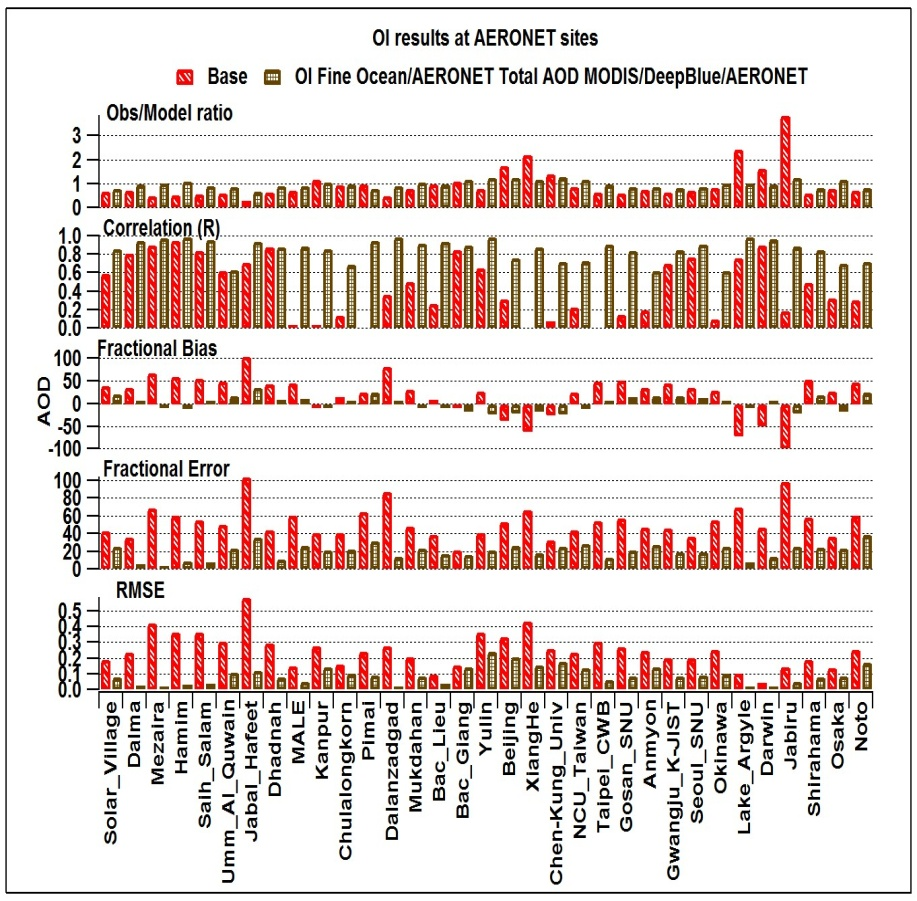 OI results at AERONET sites
Base OI Fine Ocean/AERONET Total AOD MODIS/DeepBlue/AERONET
Obs/Model ratio
3
2
1
0
Correlation (R)
1.0
0.8
0.6
0.4
0.2
0.0
Fractional Bias
100
50
0
-50
-100
AOD
Fractional Error
100
80
60
40
20
0
RMSE
0.5
0.4
0.3
0.2
0.1
0.0
Solar_Village
Dalma
Mezaira
Hamim
Saih_Salam
Umm_Al_Quwain
Jabal_Hafeet
Dhadnah
MALE
Kanpur
Chulalongkorn
Pimai
Dalanzadgad
Mukdahan
Bac_Lieu
Bac_Giang
Yulin
Beijing
XiangHe
Chen-Kung_Univ
NCU_Taiwan
Taipei_CWB
Gosan_SNU
Anmyon
Gwangju_K-JIST
Seoul_SNU
Okinawa
Lake_Argyle
Darwin
Jabiru
Shirahama
Osaka
Noto